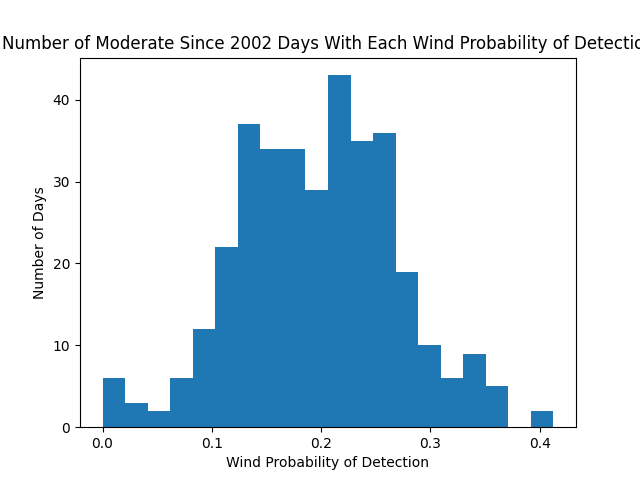 Number of Moderate Since 2002 Days With Each Wind Probability of Detectio
40
30
20
10
0
Number of Days
0.0 0.1 0.2 0.3 0.4
Wind Probability of Detection